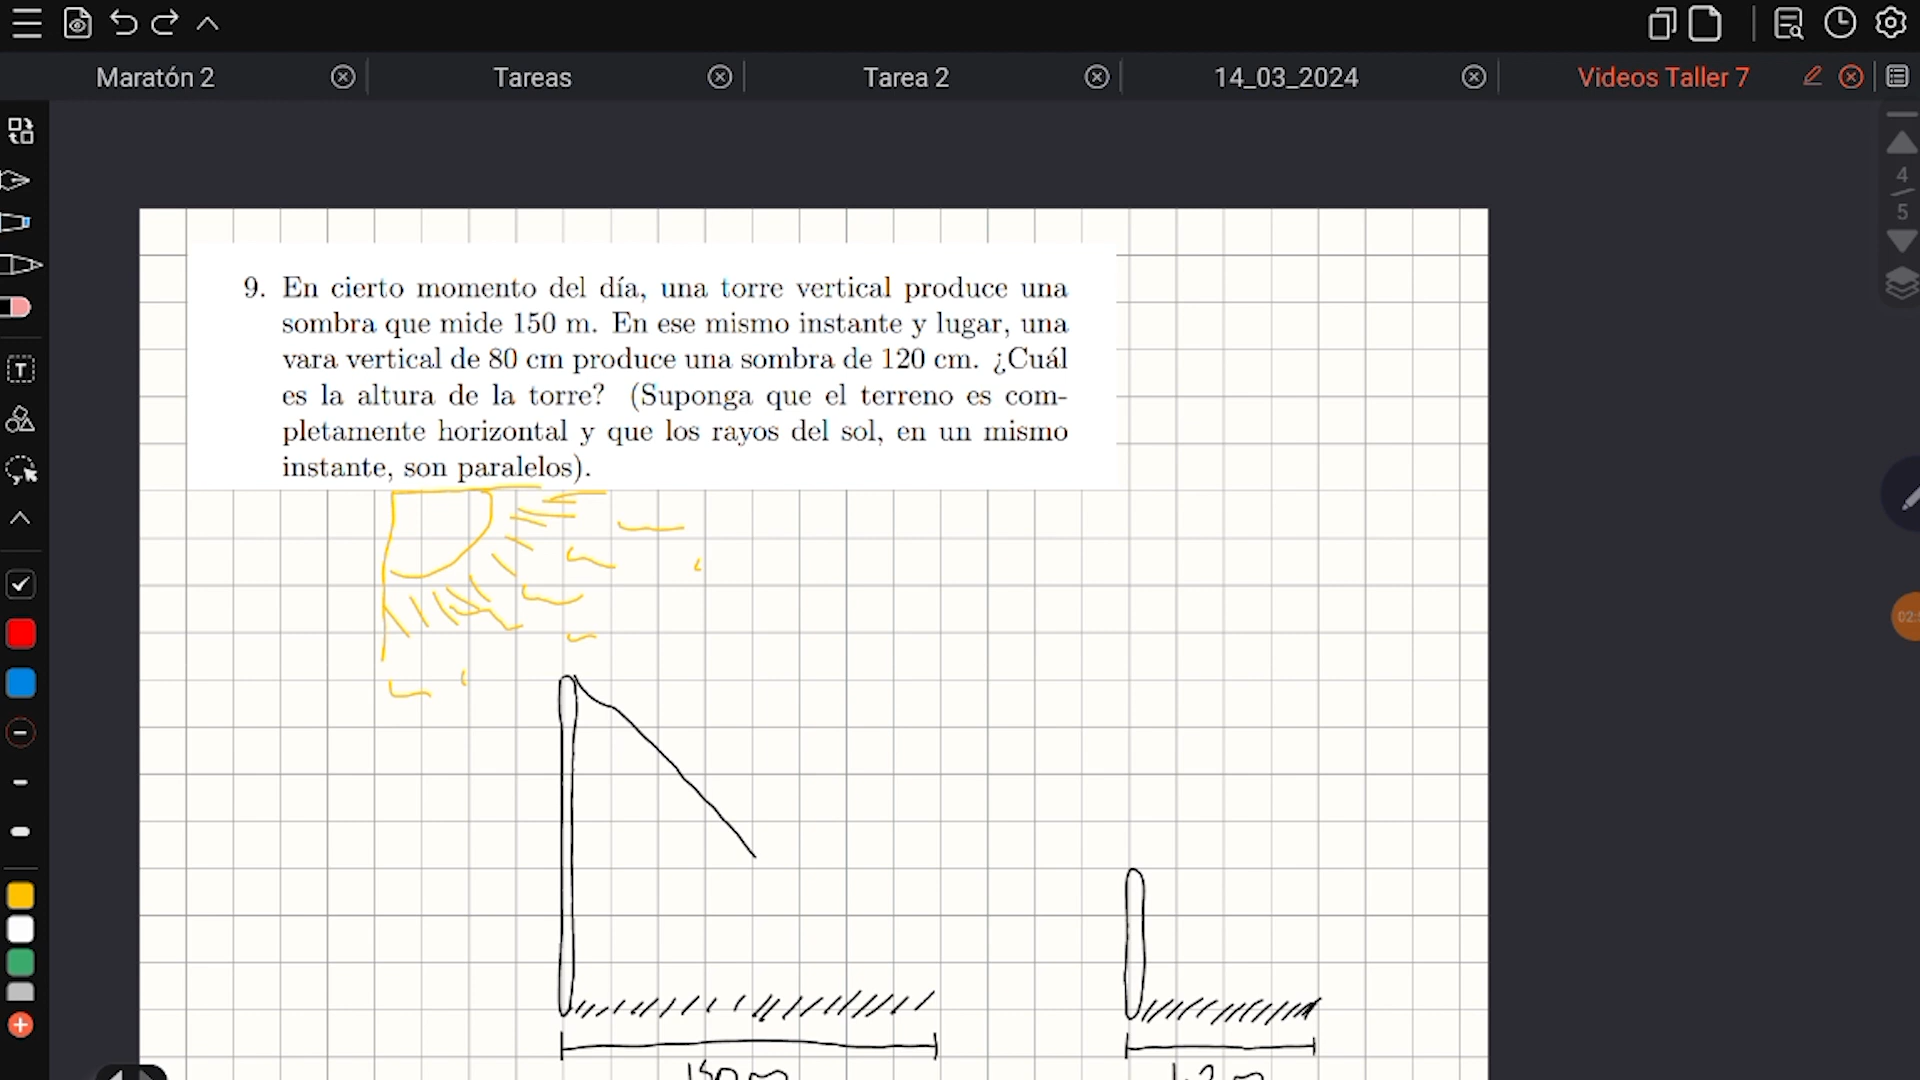 Maratón 2
Tareas
Tarea 2
14_03_2024
Videos Taller 7
4
5
T
9. En cierto momento del día, una torre vertical produce una
sombra que mide 150 m. En ese mismo instante y lugar, una
vara vertical de 80 cm produce una sombra de 120 cm. ¿Cuál
es la altura de la torre? (Suponga que el terreno es com-
pletamente horizontal y que los rayos del sol, en un mismo
instante, son paralelos).
150 m